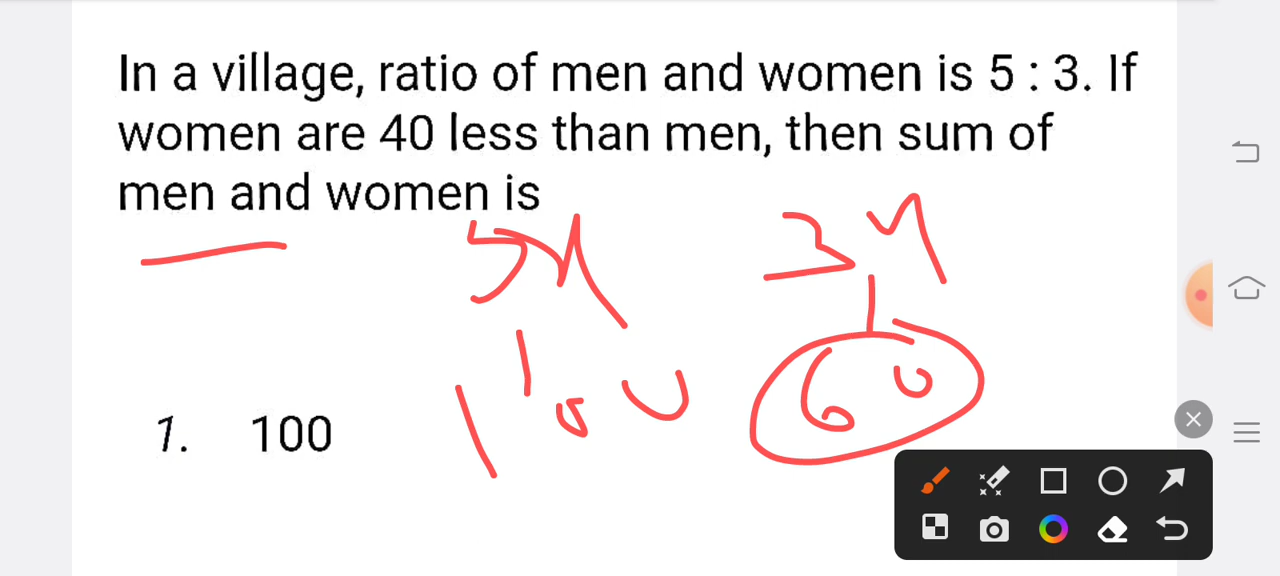 In a village, ratio of men and women is 5 : 3. If
women are 40 less than men, then sum of
men and women is
5x 3x
100 60
1. 100